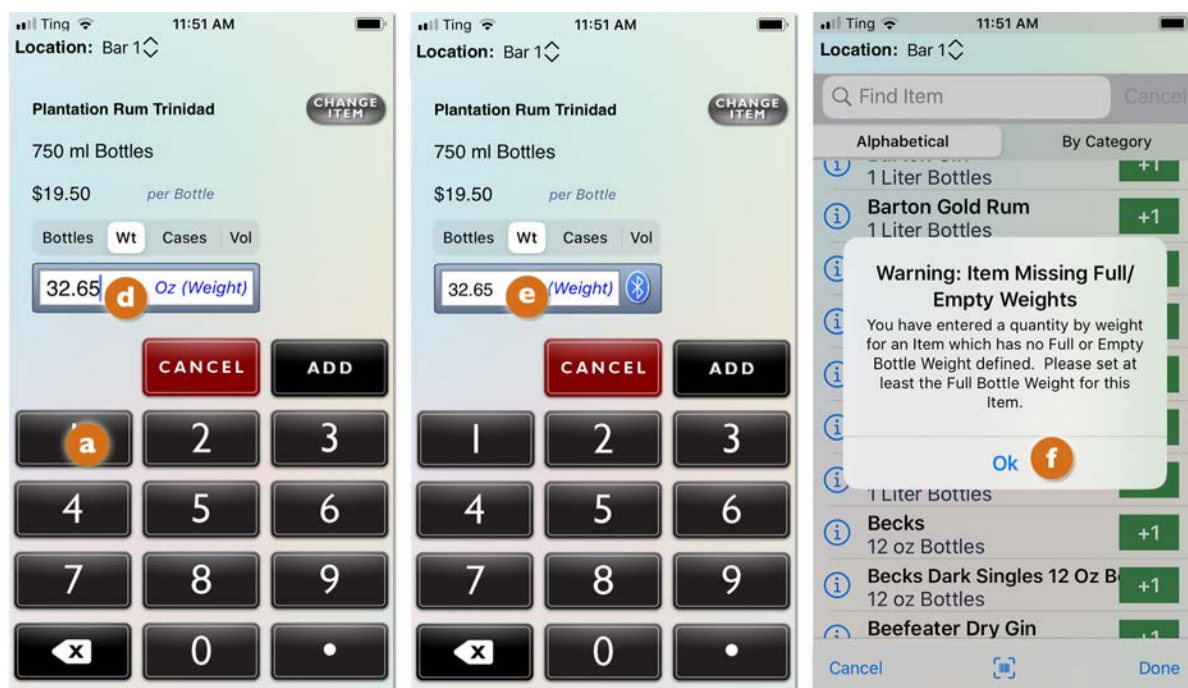 Ting 11:51 AM
Location: Bar 1
Plantation Rum Trinidad
CHANGE
ITEM
750 ml Bottles
$19.50 per Bottle
Bottles Wt Cases Vol
32.65 d Oz (Weight)
CANCEL ADD
a 2 3
4 5 6
7 8 9
x 0 .
Ting 11:51 AM
Location: Bar 1
Plantation Rum Trinidad
CHANGE
ITEM
750 ml Bottles
$19.50 per Bottle
Bottles Wt Cases Vol
32.65 e (Weight)
CANCEL ADD
1 2 3
4 5 6
7 8 9
x 0 .
Ting 11:51 AM
Location: Bar 1
Find Item Cancel
Alphabetical By Category
1 Liter Bottles +1
Barton Gold Rum
1 Liter Bottles +1
Warning: Item Missing Full/
Empty Weights
You have entered a quantity by weight
for an Item which has no Full or Empty
Bottle Weight defined. Please set at
least the Full Bottle Weight for this
Item.
Ok f
1 Liter Bottles
Becks
12 oz Bottles +1
Becks Dark Singles 12 Oz B
12 oz Bottles +1
Beefeater Dry Gin +1
Cancel Done